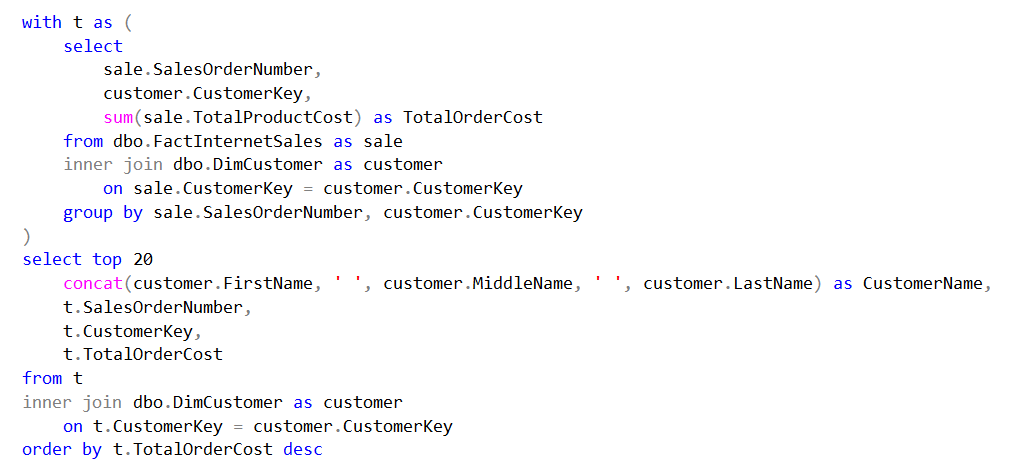 with t as (
    select
        sale.SalesOrderNumber,
        customer.CustomerKey,
        sum(sale.TotalProductCost) as TotalOrderCost
    from dbo.FactInternetSales as sale
    inner join dbo.DimCustomer as customer
        on sale.CustomerKey = customer.CustomerKey
    group by sale.SalesOrderNumber, customer.CustomerKey
)
select top 20
    concat(customer.FirstName, ' ', customer.MiddleName, ' ', customer.LastName) as CustomerName,
    t.SalesOrderNumber,
    t.CustomerKey,
    t.TotalOrderCost
from t
inner join dbo.DimCustomer as customer
    on t.CustomerKey = customer.CustomerKey
order by t.TotalOrderCost desc